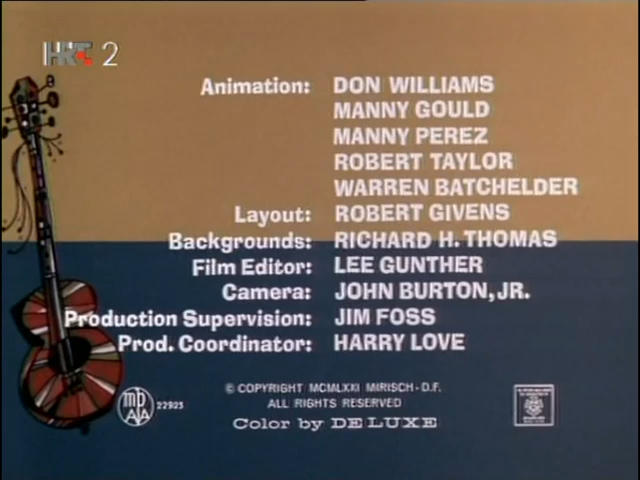 HRT 2
Animation: DON WILLIAMS
MANNY GOULD
MANNY PEREZ
ROBERT TAYLOR
WARREN BATCHELDER
Layout: ROBERT GIVENS
Backgrounds: RICHARD H. THOMAS
Film Editor: LEE GUNTHER
Camera: JOHN BURTON, JR.
Production Supervision: JIM FOSS
Prod. Coordinator: HARRY LOVE
© COPYRIGHT MCMLXXI MIRISCH-D.F.
ALL RIGHTS RESERVED
Color by DE LUXE
22925